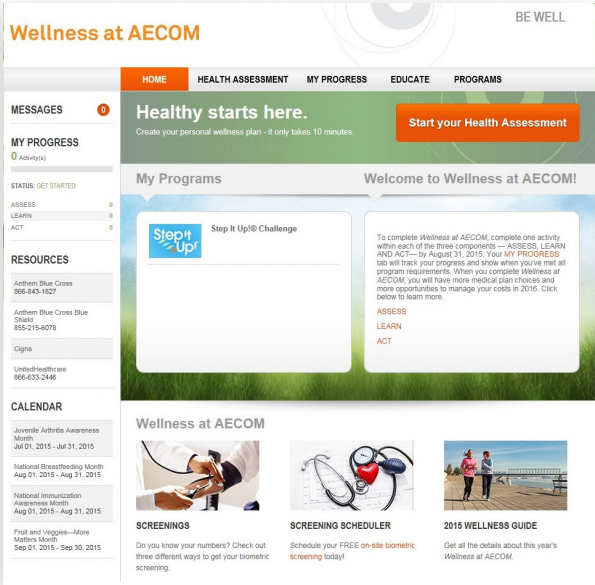 Wellness at AECOM
BE WELL
HOME
HEALTH ASSESSMENT
MY PROGRESS
EDUCATE
PROGRAMS
MESSAGES
0
MY PROGRESS
0 Activity(s)
STATUS: GET STARTED
ASSESS 0
LEARN 0
ACT 0
RESOURCES
Anthem Blue Cross
866-843-1827
Anthem Blue Cross Blue
Shield
855-215-6078
Cigna
UnitedHealthcare
866-633-2446
CALENDAR
Juvenile Arthritis Awareness
Month
Jul 01, 2015 - Jul 31, 2015
National Breastfeeding Month
Aug 01, 2015 - Aug 31, 2015
National Immunization
Awareness Month
Aug 01, 2015 - Aug 31, 2015
Fruit and Veggies—More
Matters Month
Sep 01, 2015 - Sep 30, 2015
Healthy starts here.
Create your personal wellness plan - it only takes 10 minutes.
Start your Health Assessment
My Programs
Step It
Up!
Step It Up!® Challenge
Welcome to Wellness at AECOM!
To complete Wellness at AECOM, complete one activity
within each of the three components — ASSESS, LEARN
AND ACT— by August 31, 2015. Your MY PROGRESS
tab will track your progress and show when you've met all
program requirements. When you complete Wellness at
AECOM, you will have more medical plan choices and
more opportunities to manage your costs in 2016. Click
below to learn more.
ASSESS
LEARN
ACT
Wellness at AECOM
SCREENINGS
Do you know your numbers? Check out
three different ways to get your biometric
screening.
SCREENING SCHEDULER
Schedule your FREE on-site biometric
screening today!
2015 WELLNESS GUIDE
Get all the details about this year's
Wellness at AECOM.